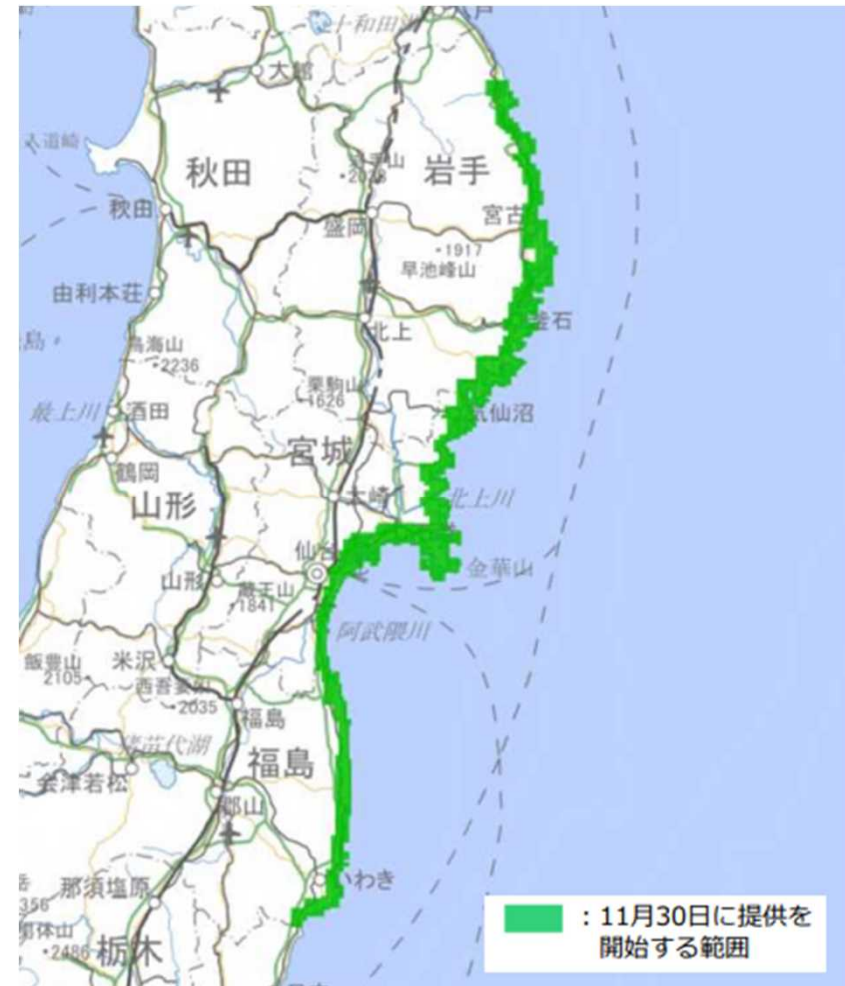 十和田湖
大館
入道崎
2038
秋田
岩手
秋田
盛岡
宮古
1917
早池峰山
由利本荘
釜石
北上
鳥海山
2236
栗駒山
1626
最上川
酒田
気仙沼
宮城
鶴岡
山形
大崎
北上川
仙台
金華山
山形
蔵王山
1841
阿武隈川
飯豊山
2105
米沢
2035
福島
猪苗代湖
福島
会津若松
郡山
那須塩原
いわき
2486
栃木
:11月30日に提供を
開始する範囲